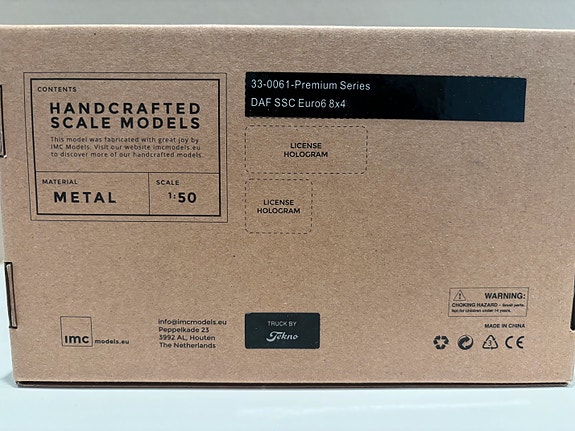 CONTENTS
HANDCRAFTED
SCALE MODELS
This model was fabricated with great joy by
IMC Models. Visit our website imcmodels.eu
to discover more of our handcrafted models.
MATERIAL
METAL
SCALE
1:50
33-0061-Premium Series
DAF SSC Euro6 8x4
LICENSE
HOLOGRAM
LICENSE
HOLOGRAM
imc models.eu
info@imcmodels.eu
Peppelkade 23
3992 AL, Houten
The Netherlands
TRUCK BY
Tekno
WARNING:
CHOKING HAZARD - Small parts.
Not for children under 14 years.
MADE IN CHINA
3
CE